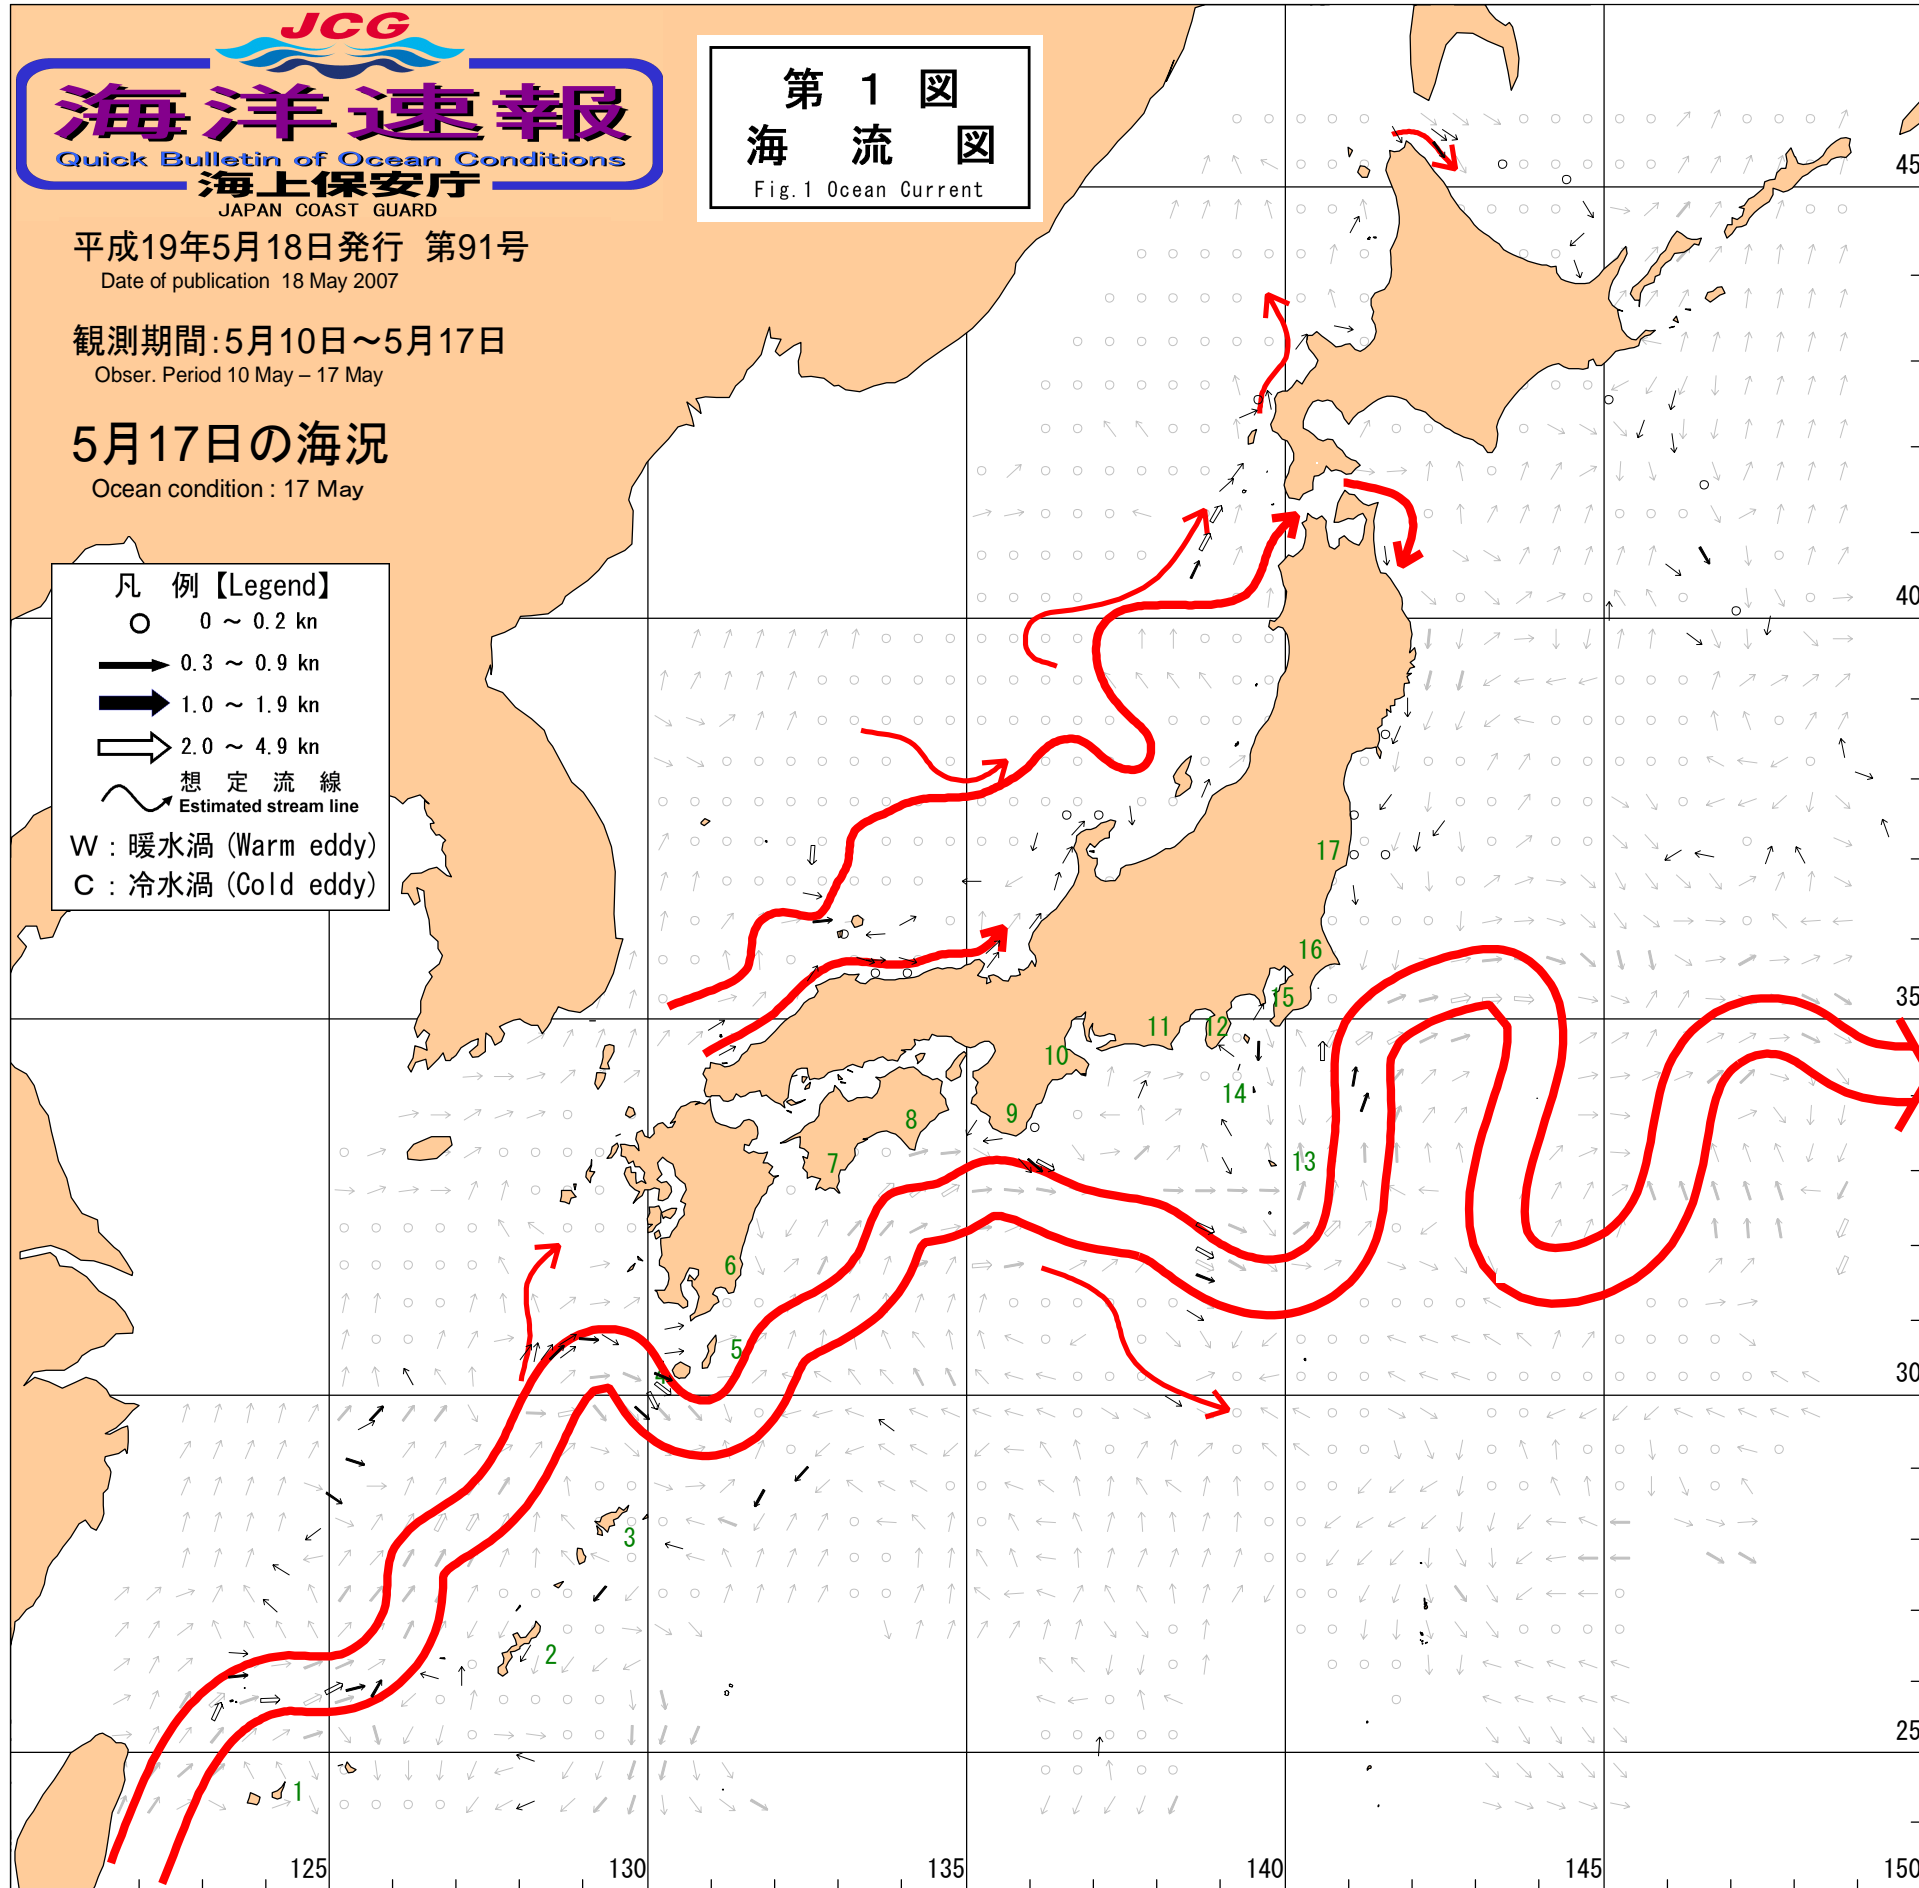 JCG
海洋速報
Quick Bulletin of Ocean Conditions
海上保安庁
JAPAN COAST GUARD
平成19年5月18日発行 第91号
Date of publication 18 May 2007
観測期間:5月10日～5月17日
Obser. Period 10 May – 17 May
5月17日の海況
Ocean condition : 17 May
第 1 図
海 流 図
Fig.1 Ocean Current
凡 例【Legend】
0 ～ 0.2 kn
0.3 ～ 0.9 kn
1.0 ～ 1.9 kn
2.0 ～ 4.9 kn
想 定 流 線
Estimated stream line
W : 暖水渦 (Warm eddy)
C : 冷水渦 (Cold eddy)
45
40
17
16
35
15
12
11
10
14
9
8
7
13
6
5
4
30
3
2
25
1
125
130
135
140
145
150